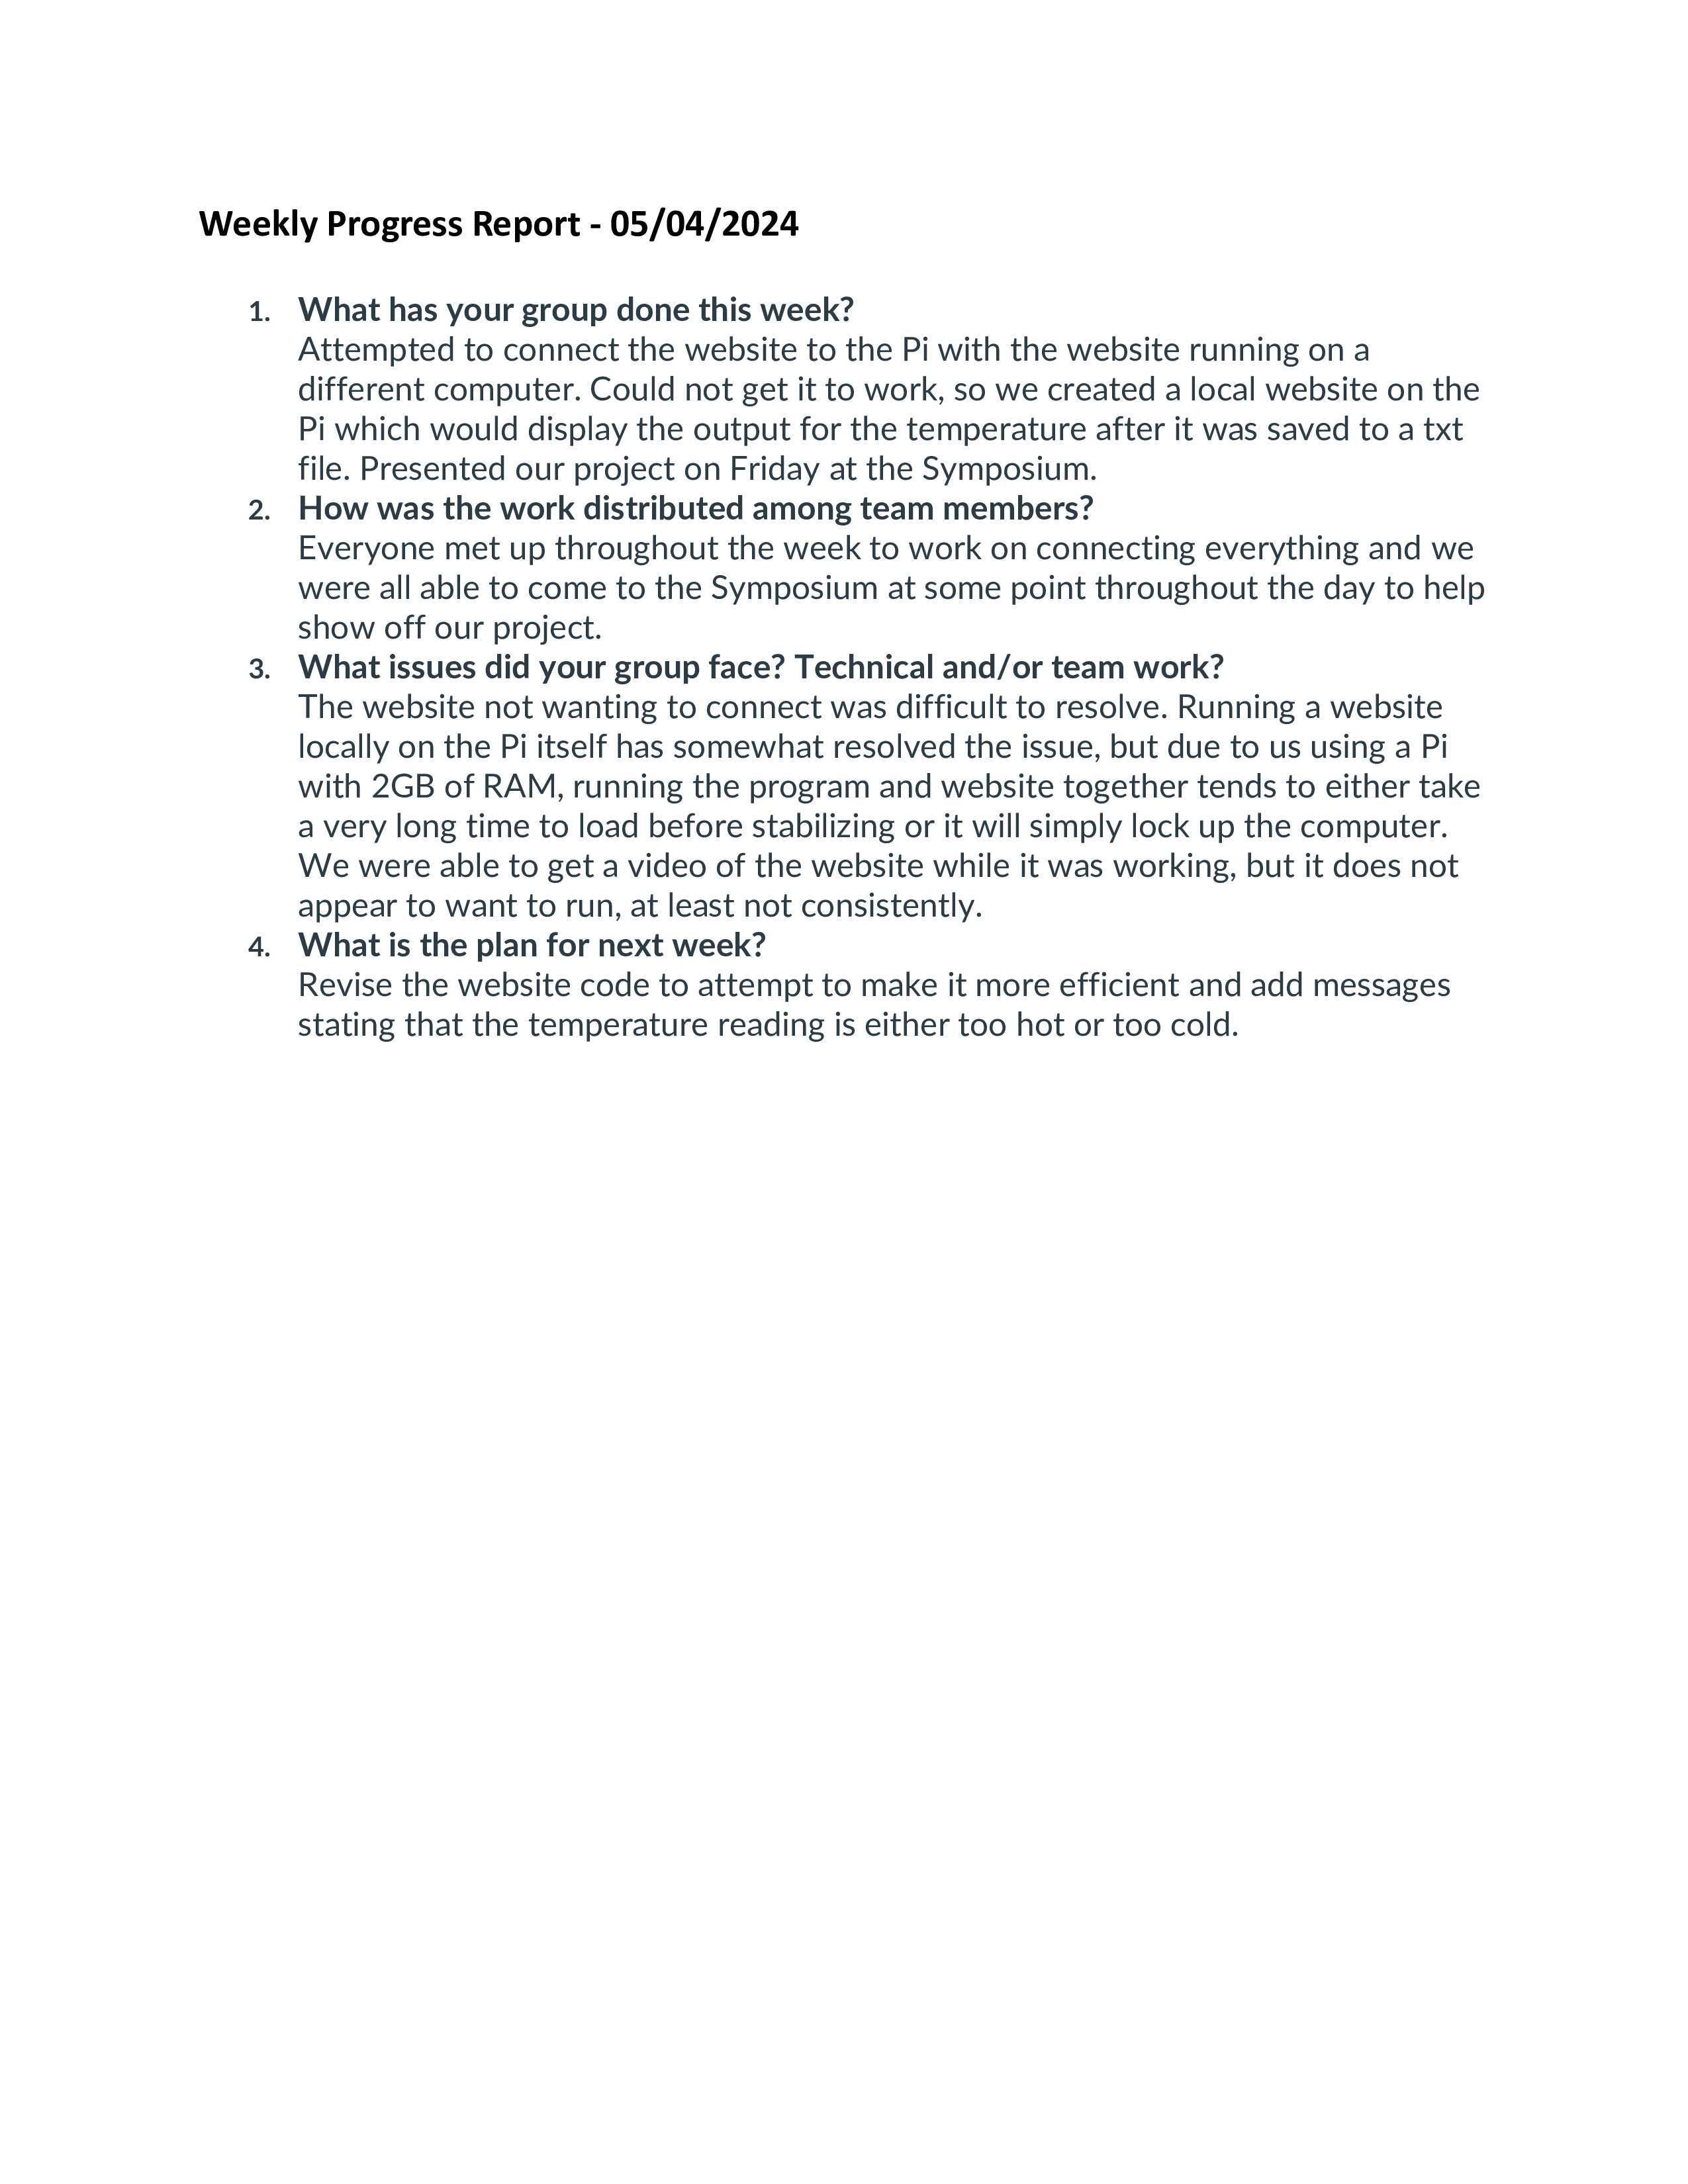 Weekly Progress Report - 05/04/2024
1. What has your group done this week?
Attempted to connect the website to the Pi with the website running on a
different computer. Could not get it to work, so we created a local website on the
Pi which would display the output for the temperature after it was saved to a txt
file. Presented our project on Friday at the Symposium.
2. How was the work distributed among team members?
Everyone met up throughout the week to work on connecting everything and we
were all able to come to the Symposium at some point throughout the day to help
show off our project.
3. What issues did your group face? Technical and/or team work?
The website not wanting to connect was difficult to resolve. Running a website
locally on the Pi itself has somewhat resolved the issue, but due to us using a Pi
with 2GB of RAM, running the program and website together tends to either take
a very long time to load before stabilizing or it will simply lock up the computer.
We were able to get a video of the website while it was working, but it does not
appear to want to run, at least not consistently.
4. What is the plan for next week?
Revise the website code to attempt to make it more efficient and add messages
stating that the temperature reading is either too hot or too cold.